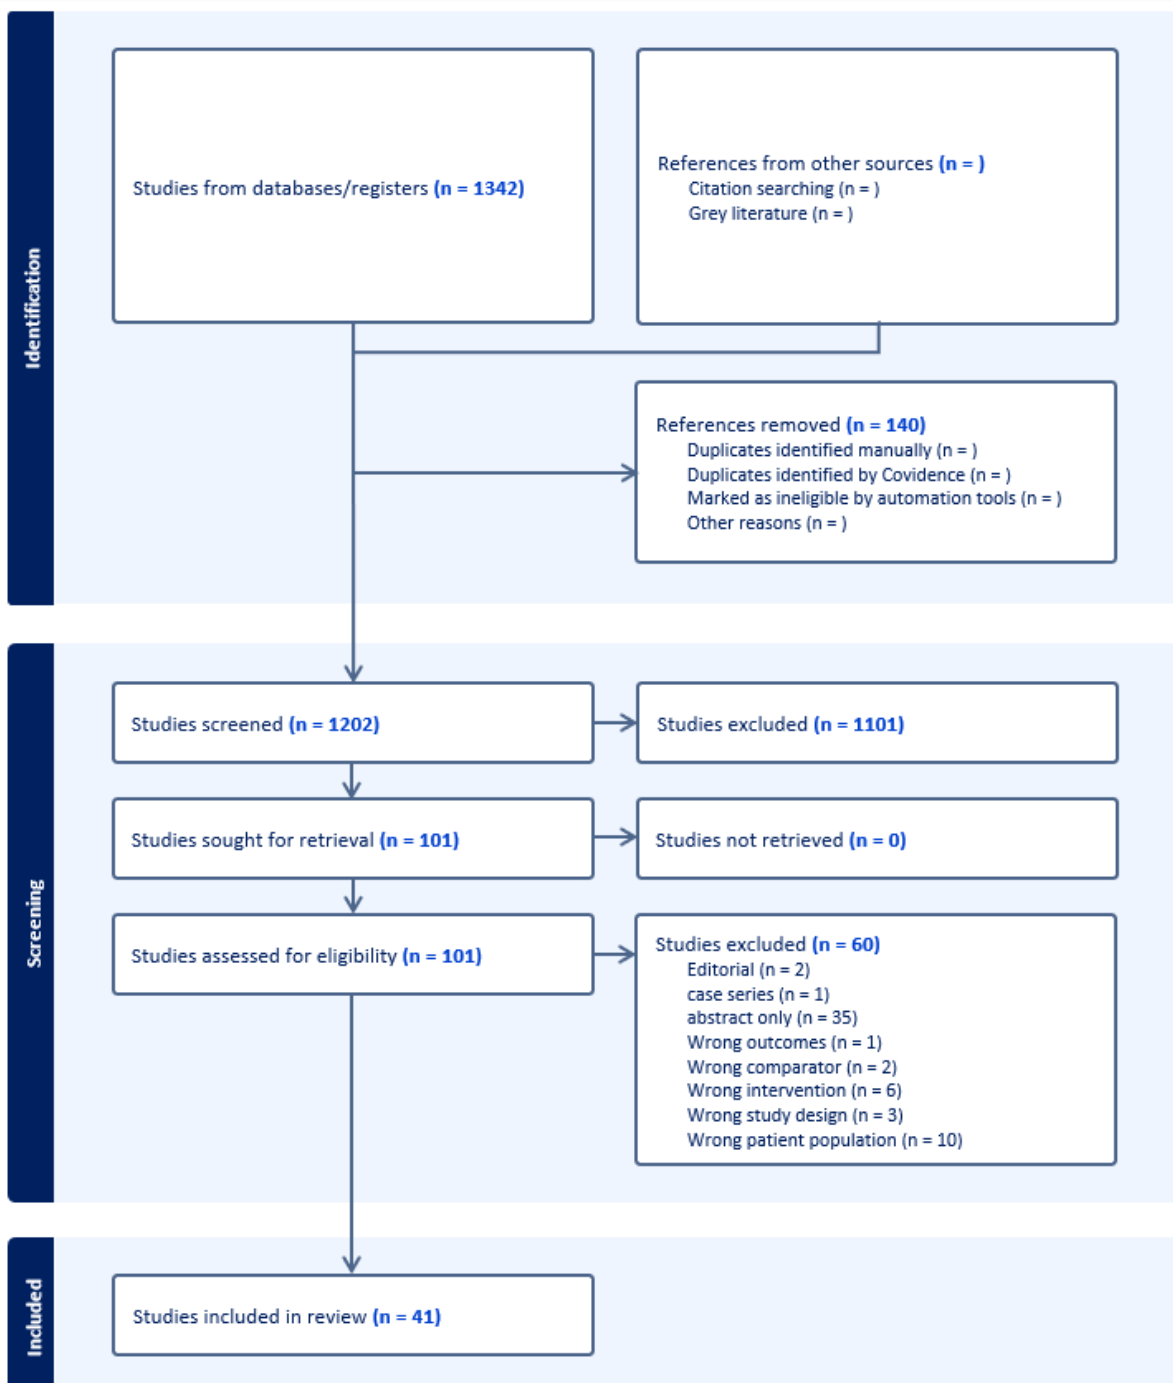 Identification
Studies from databases/registers (n = 1342)
References from other sources (n = )
Citation searching (n = )
Grey literature (n = )
References removed (n = 140)
Duplicates identified manually (n = )
Duplicates identified by Covidence (n = )
Marked as ineligible by automation tools (n = )
Other reasons (n = )
Screening
Studies screened (n = 1202)
Studies excluded (n = 1101)
Studies sought for retrieval (n = 101)
Studies not retrieved (n = 0)
Studies assessed for eligibility (n = 101)
Studies excluded (n = 60)
Editorial (n = 2)
case series (n = 1)
abstract only (n = 35)
Wrong outcomes (n = 1)
Wrong comparator (n = 2)
Wrong intervention (n = 6)
Wrong study design (n = 3)
Wrong patient population (n = 10)
Included
Studies included in review (n = 41)